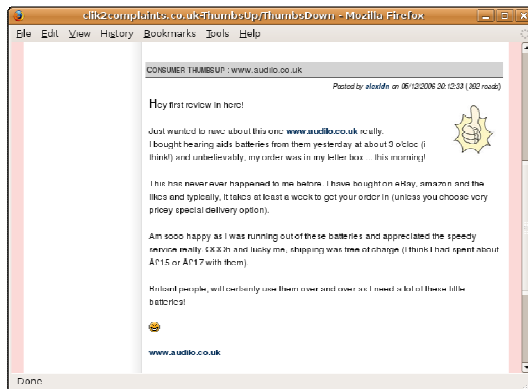 clik2complaints.co.uk-ThumbsUp/ThumbsDown - Mozilla Firefox
File Edit View History Bookmarks Tools Help
CONSUMER THUMBSUP : www.audilo.co.uk
Posted by on 05/12/2006 20:12:33 ( reads)
Hey first review in here!
Just wanted to rave about this one www.audilo.co.uk really.
I bought hearing aids batteries from them yesterday at about 3 o'cloc (i
think!) and unbelievably, my order was in my letter box ... this morning!
This has never ever happened to me before. I have bought on eBay, amazon and the
likes and typically, it takes at least a week to get your order in (unless you choose very
pricey special delivery option).
Am sooo happy as I was running out of these batteries and appreciated the speedy
service really. and lucky me, shipping was free of charge (I think I had spent about
Â£15 or Â£17 with them).
Briliant people, will certainly use them over and over as I need a lot of these little
batteries!
www.audilo.co.uk
Done